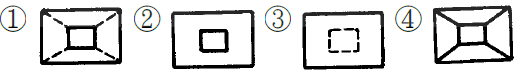 ① ② ③ ④